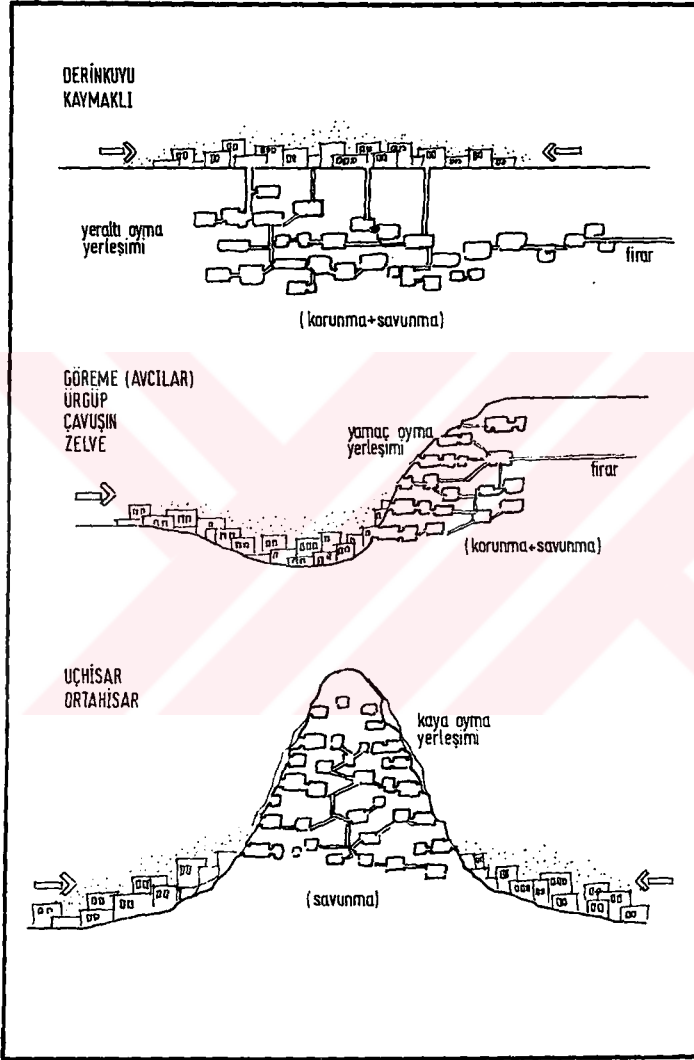 DERİNKUYU
KAYMAKLI
yeraltı oyma
yerleşimi
firar
(korunma+savunma)
GÖREME (AVCILAR)
ÜRGÜP
ÇAVUŞİN
ZELVE
yamaç oyma
yerleşimi
firar
(korunma+savunma)
UÇHİSAR
ORTAHİSAR
kaya oyma
yerleşimi
(savunma)